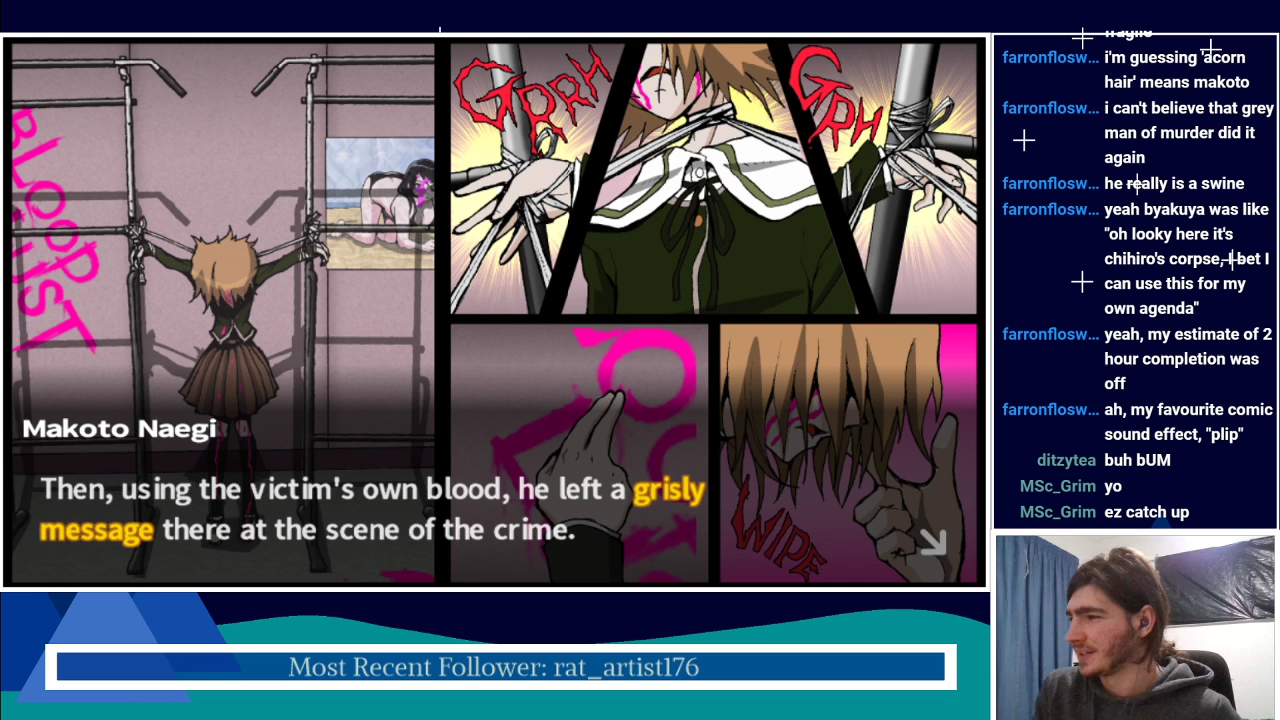 BLOOD
LUST
GRRH
GRH
WIPE
Makoto Naegi
Then, using the victim's own blood, he left a grisly
message there at the scene of the crime.
farronflosw... i'm guessing 'acorn
hair' means makoto
farronflosw... i can't believe that grey
man of murder did it
again
farronflosw... he really is a swine
farronflosw... yeah byakuya was like
"oh looky here it's
chihiro's corpse, i bet I
can use this for my
own agenda"
farronflosw... yeah, my estimate of 2
hour completion was
off
farronflosw... ah, my favourite comic
sound effect, "plip"
ditzytea buh bUM
MSc_Grim yo
MSc_Grim ez catch up
Most Recent Follower: rat_artist176